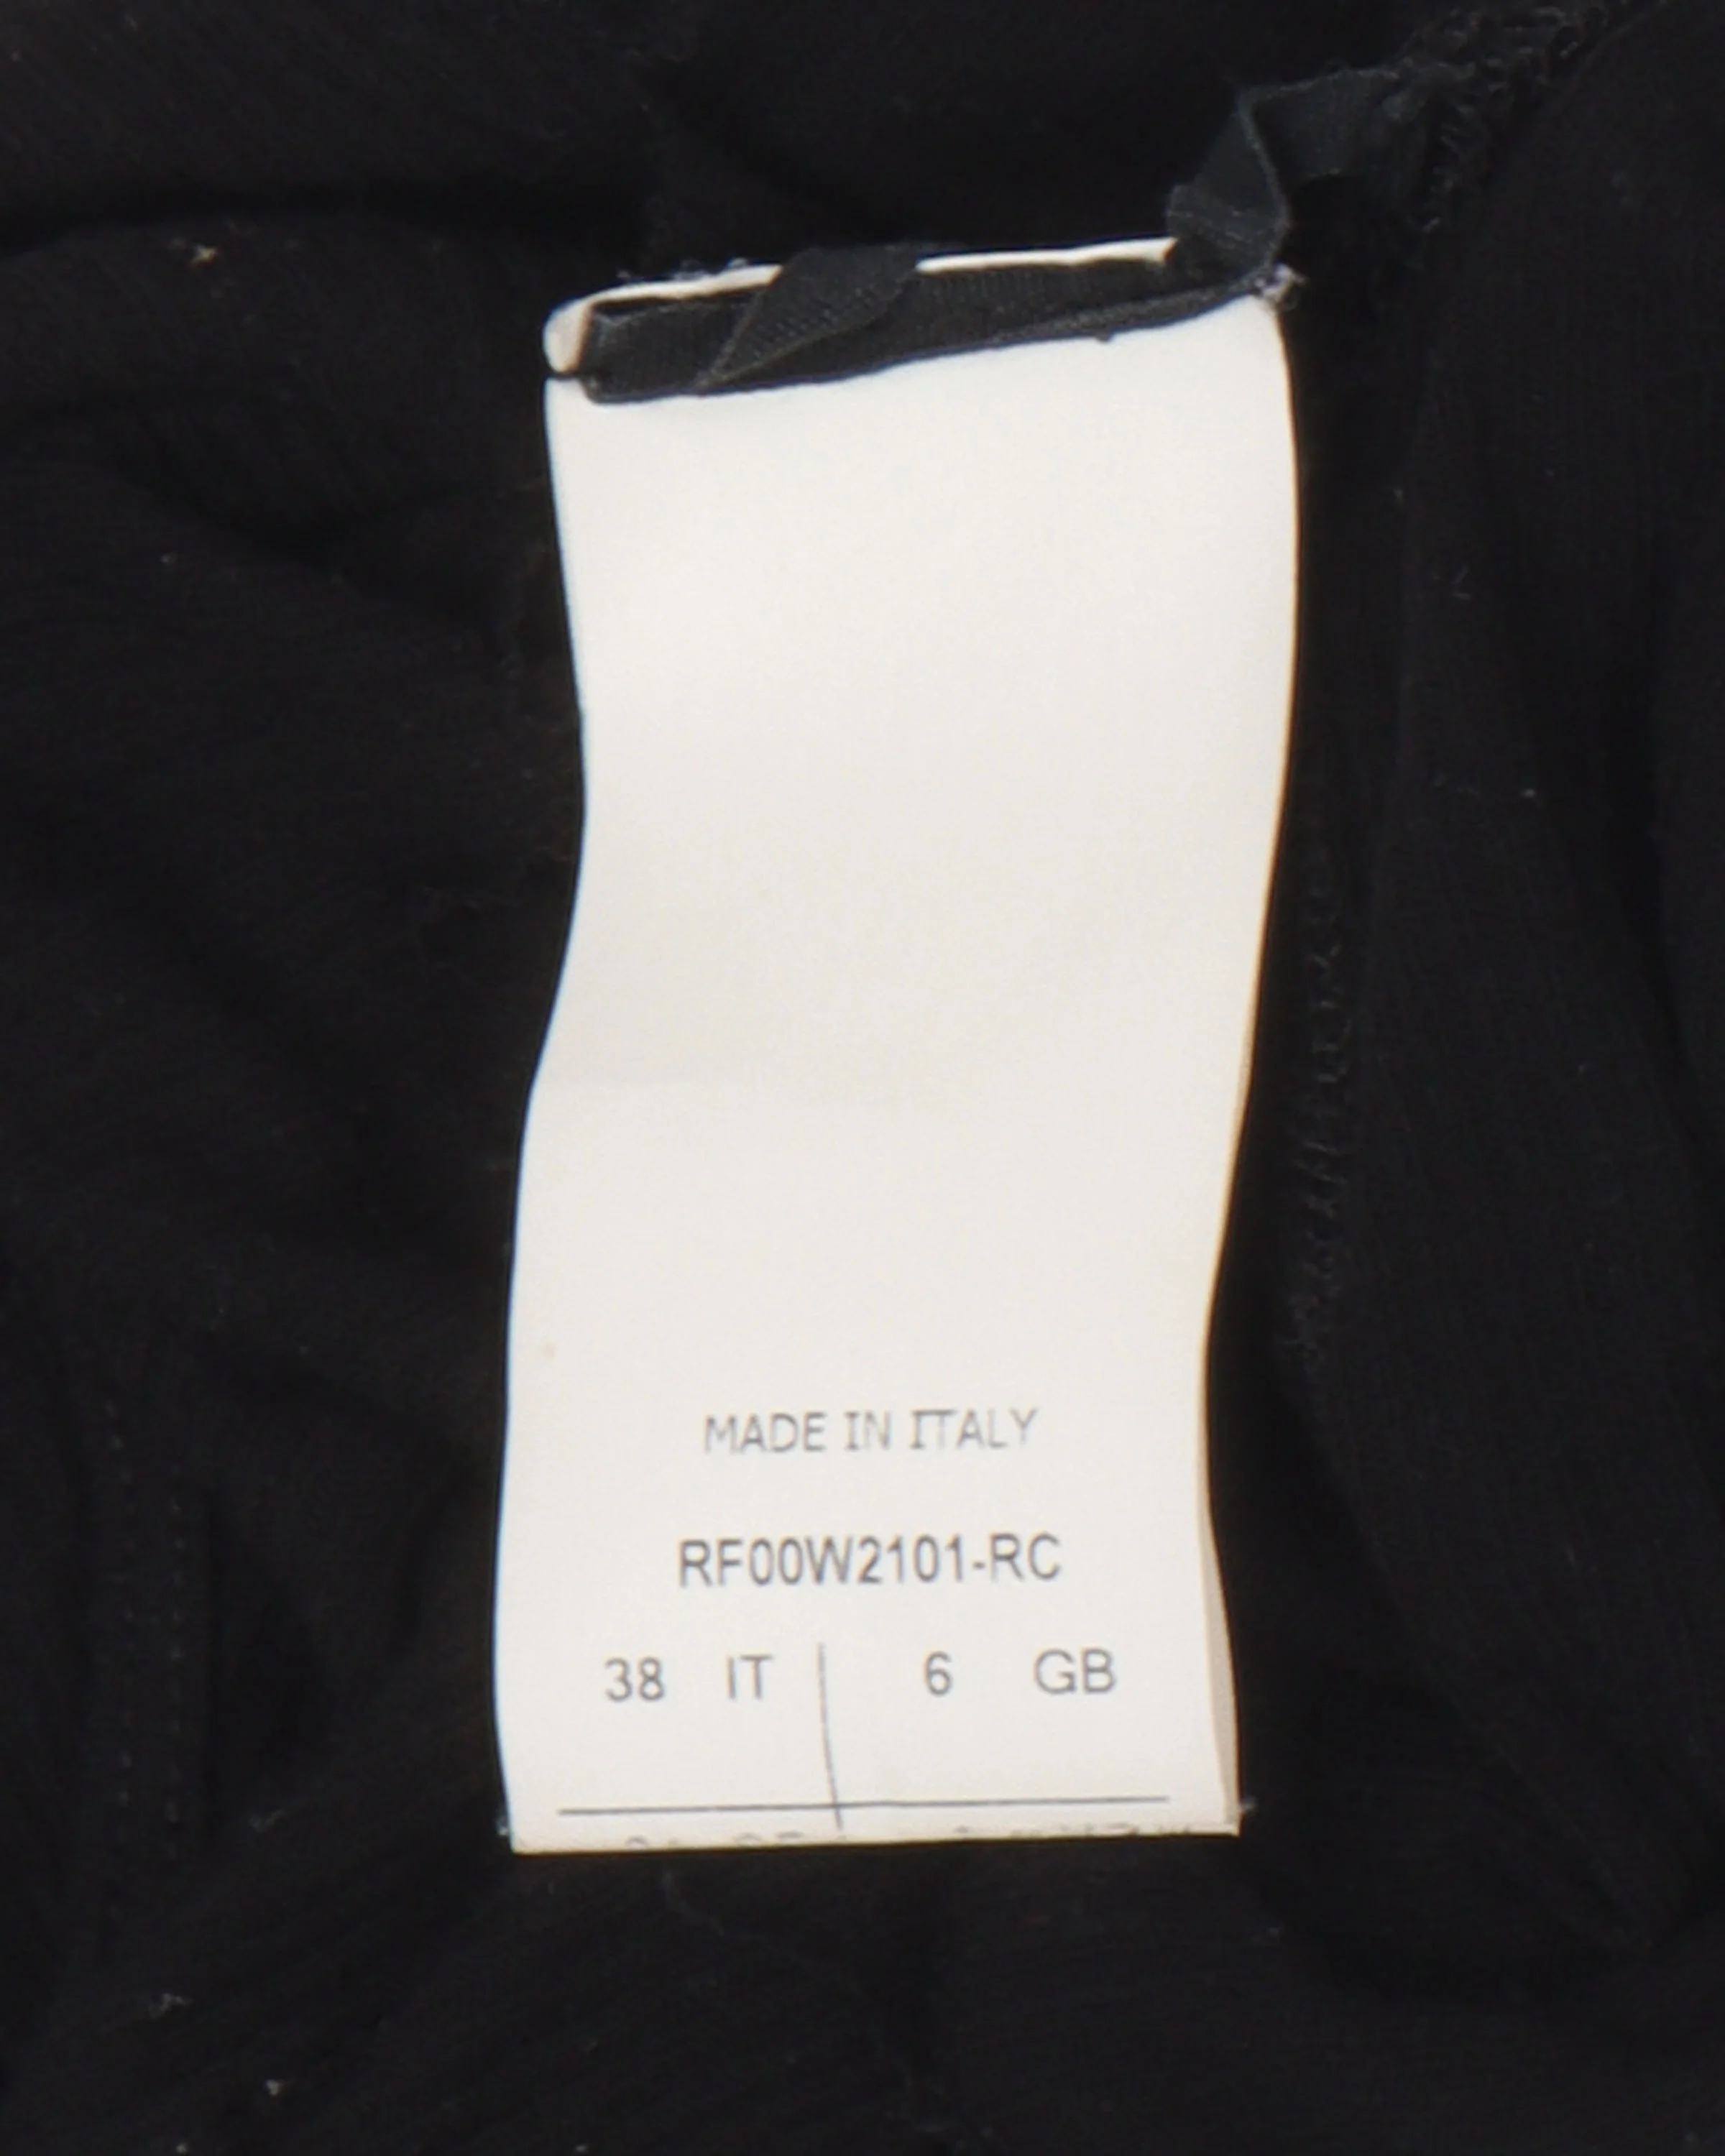 MADE IN ITALY
RF00W2101-RC
38 IT 6 GB